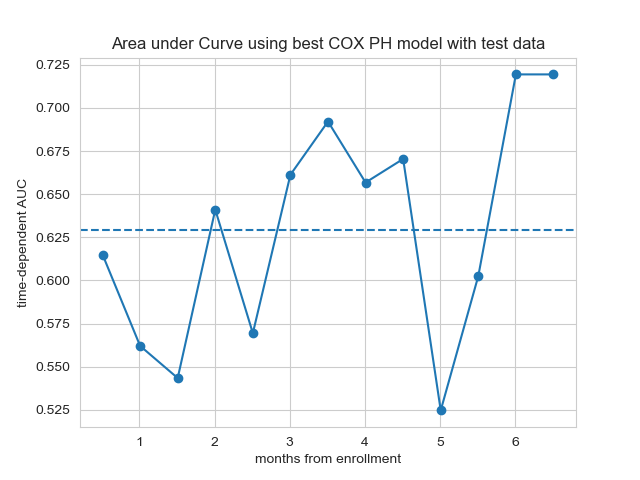 Area under Curve using best COX PH model with test data
time-dependent AUC
0.725
0.700
0.675
0.650
0.625
0.600
0.575
0.550
0.525
1 2 3 4 5 6
months from enrollment